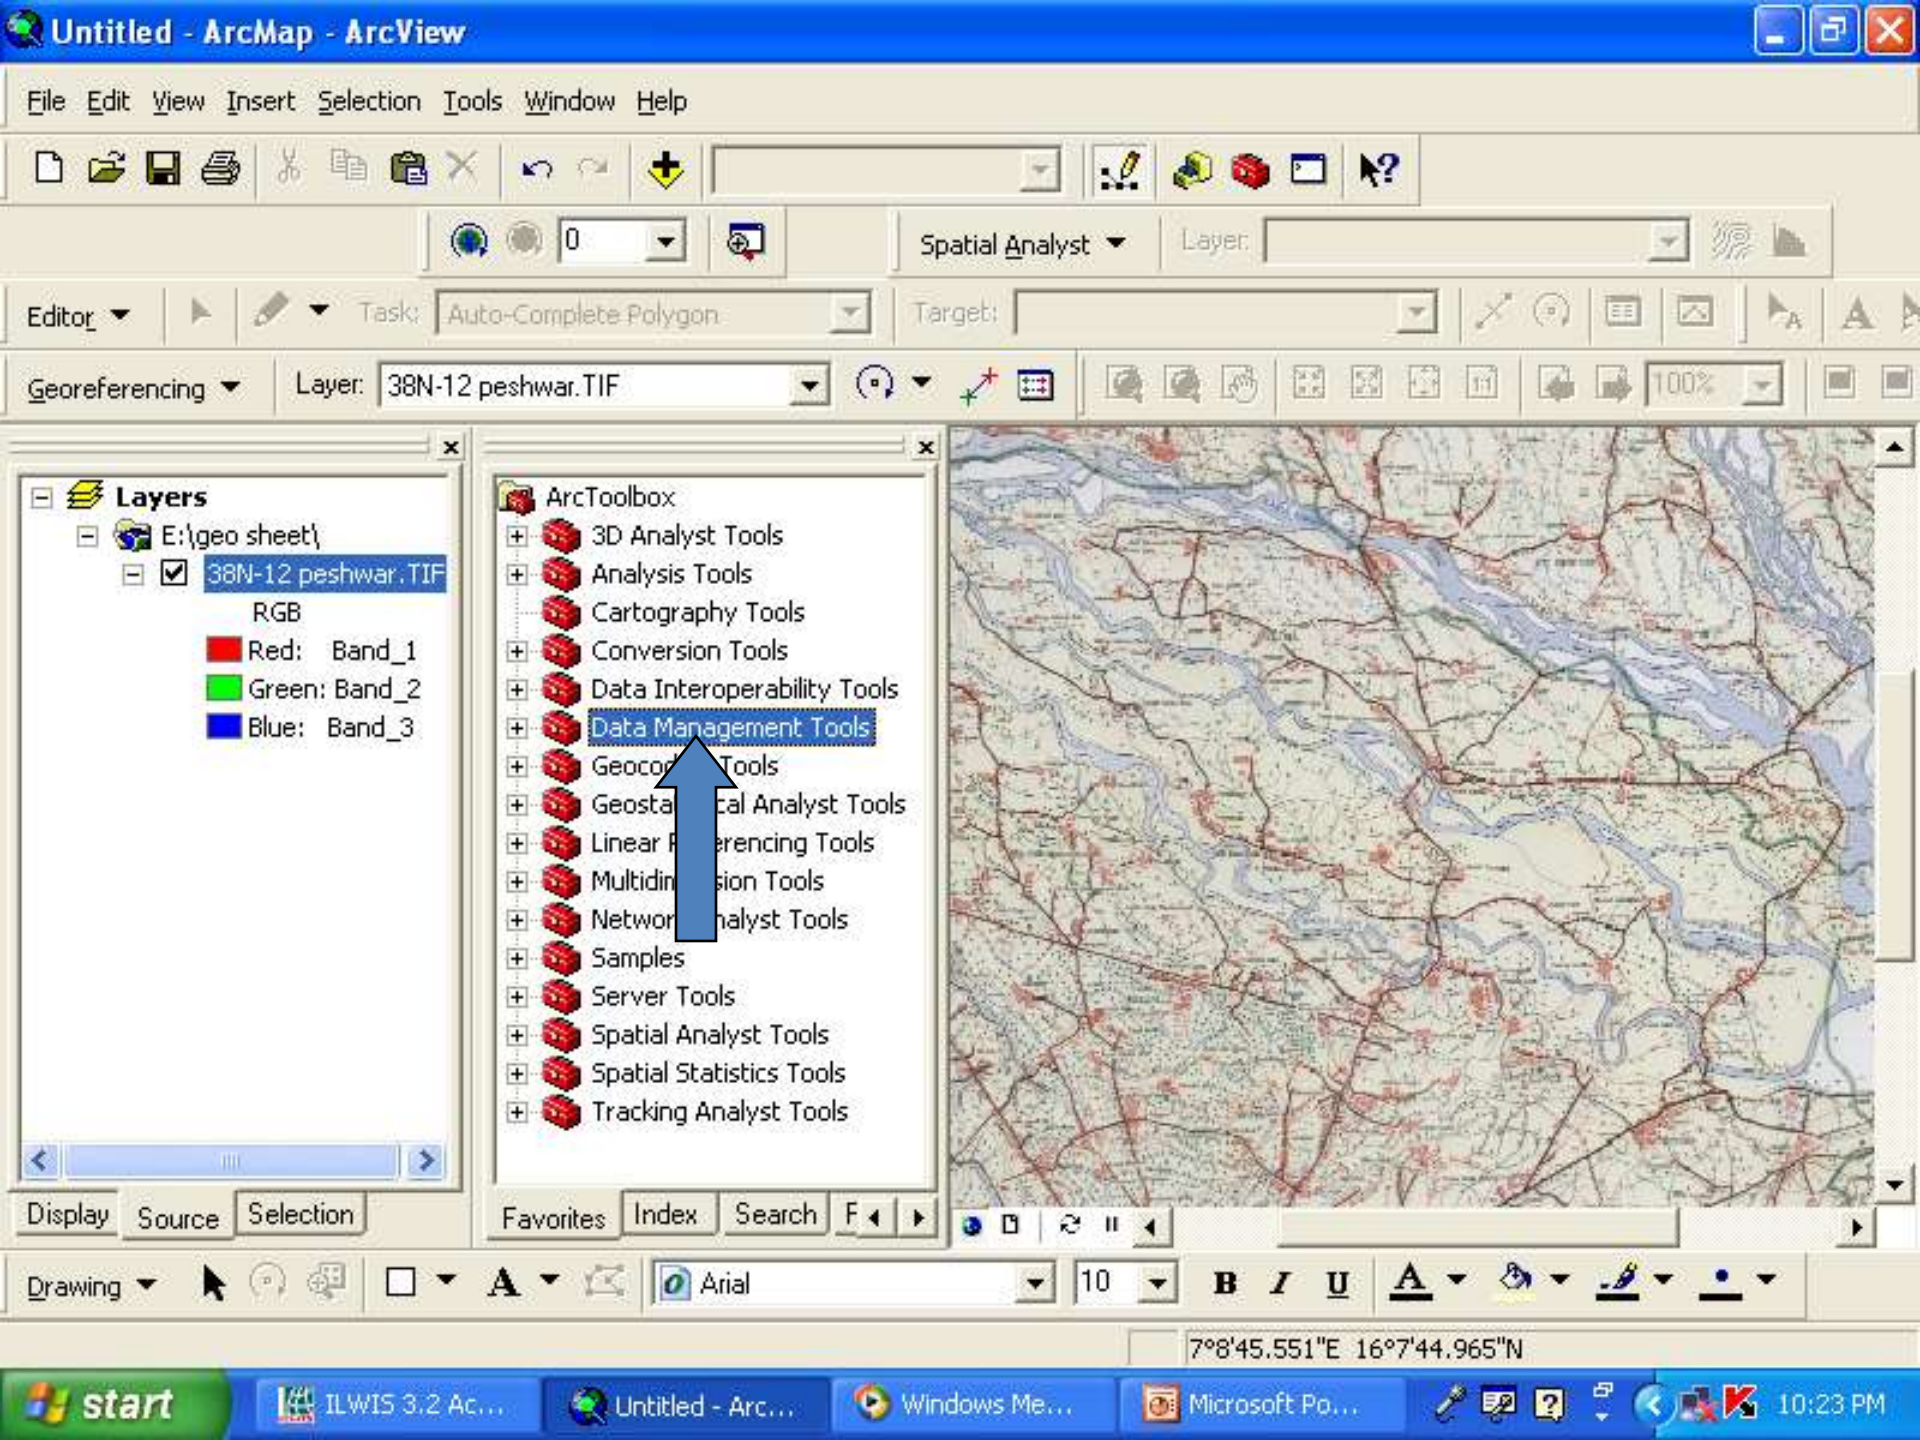 Untitled - ArcMap - ArcView
File Edit View Insert Selection Tools Window Help
0
Spatial Analyst
Layer:
Editor
Task: Auto-Complete Polygon
Target:
A
A
Georeferencing
Layer: 38N-12 peshwar.TIF
1:1
100%
Layers
E:\geo sheet\
38N-12 peshwar.TIF
RGB
Red: Band_1
Green: Band_2
Blue: Band_3
Display Source Selection
ArcToolbox
3D Analyst Tools
Analysis Tools
Cartography Tools
Conversion Tools
Data Interoperability Tools
Data Management Tools
Geocod Tools
Geosta cal Analyst Tools
Linear R erencing Tools
Multidim sion Tools
Networ nalyst Tools
Samples
Server Tools
Spatial Analyst Tools
Spatial Statistics Tools
Tracking Analyst Tools
Favorites Index Search F
Drawing
A
Arial
10
B I U A
7°8'45.551"E 16°7'44.965"N
start
ILWIS 3.2 Ac...
Untitled - Arc...
Windows Me...
Microsoft Po...
10:23 PM